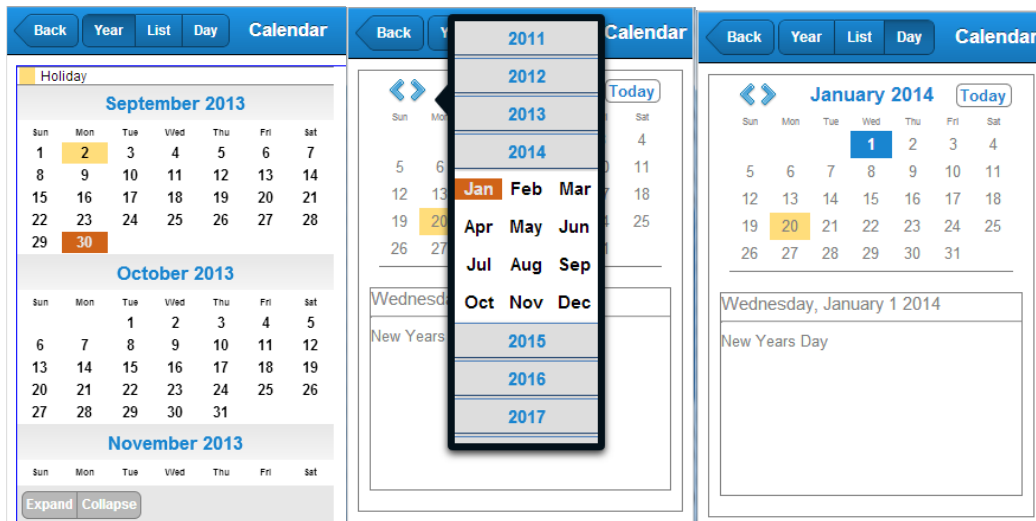 Back Year List Day Calendar
Holiday
September 2013
Sun Mon Tue Wed Thu Fri Sat
1 2 3 4 5 6 7
8 9 10 11 12 13 14
15 16 17 18 19 20 21
22 23 24 25 26 27 28
29 30
October 2013
Sun Mon Tue Wed Thu Fri Sat
1 2 3 4 5
6 7 8 9 10 11 12
13 14 15 16 17 18 19
20 21 22 23 24 25 26
27 28 29 30 31
November 2013
Sun Mon Tue Wed Thu Fri Sat
Expand Collapse
Back Y Calendar
Today
Sun Mon Sat
4
5 6 11
12 13 18
19 20 25
26 27
Wednesd
New Years
2011
2012
2013
2014
Jan Feb Mar
Apr May Jun
Jul Aug Sep
Oct Nov Dec
2015
2016
2017
Back Year List Day Calendar
January 2014 Today
Sun Mon Tue Wed Thu Fri Sat
1 2 3 4
5 6 7 8 9 10 11
12 13 14 15 16 17 18
19 20 21 22 23 24 25
26 27 28 29 30 31
Wednesday, January 1 2014
New Years Day